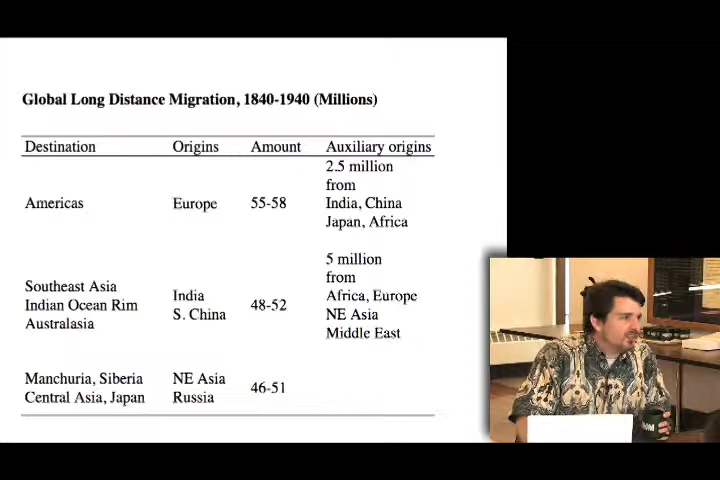 Global Long Distance Migration, 1840-1940 (Millions)
Destination Origins Amount Auxiliary origins
2.5 million
from
Americas Europe 55-58 India, China
Japan, Africa
5 million
Southeast Asia from
Indian Ocean Rim India 48-52 Africa, Europe
Australasia S. China NE Asia
Middle East
Manchuria, Siberia NE Asia 46-51
Central Asia, Japan Russia